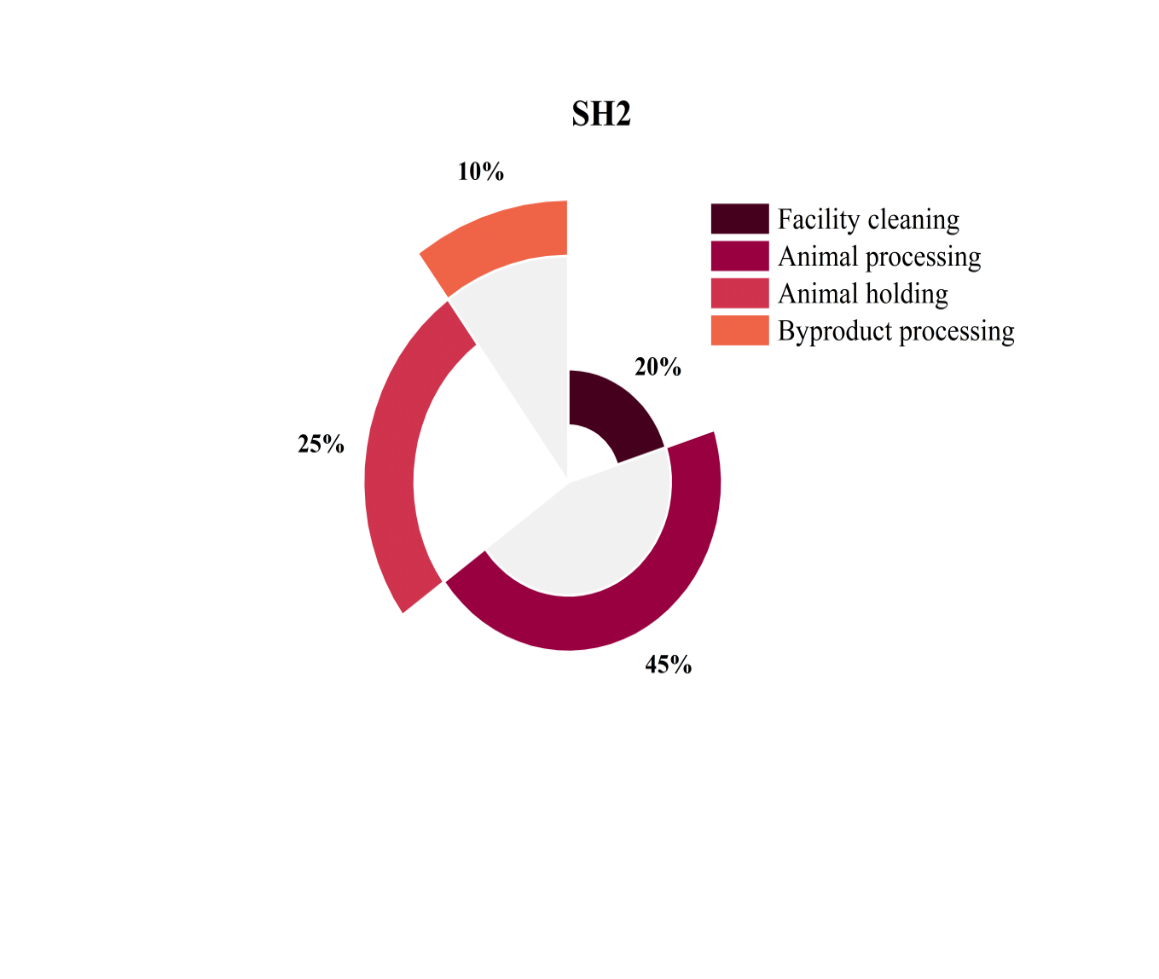 SH2
10%
Facility cleaning
Animal processing
Animal holding
Byproduct processing
20%
25%
45%